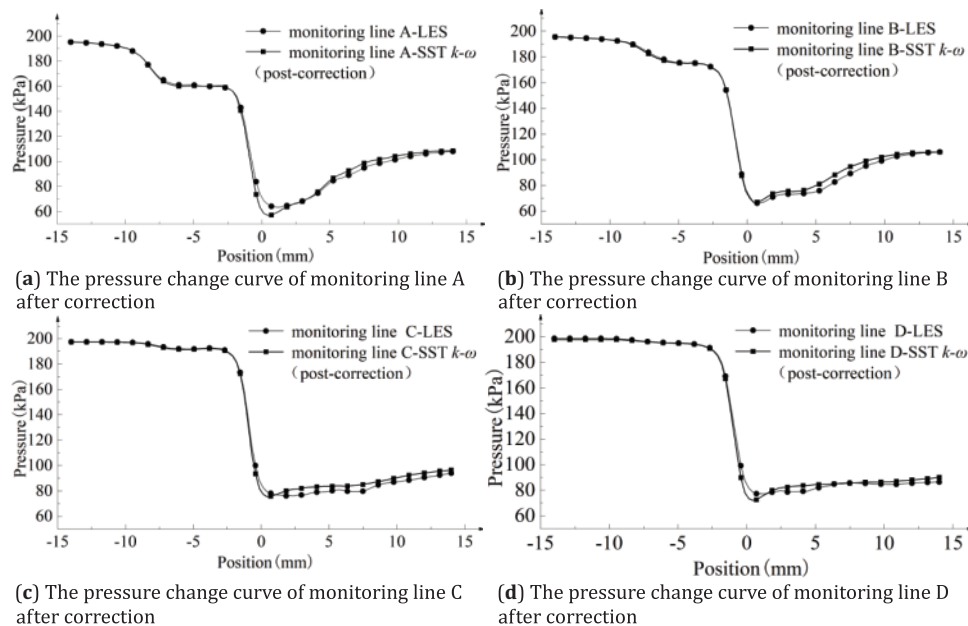 monitoring line A-LES
monitoring line A-SST k-ω
(post-correction)
Pressure (kPa)
200
180
160
140
120
100
80
60
-15 -10 -5 0 5 10 15
Position (mm)
(a) The pressure change curve of monitoring line A
after correction
monitoring line B-LES
monitoring line B-SST k-ω
(post-correction)
Pressure (kPa)
200
180
160
140
120
100
80
60
-15 -10 -5 0 5 10 15
Position (mm)
(b) The pressure change curve of monitoring line B
after correction
monitoring line C-LES
monitoring line C-SST k-ω
(post-correction)
Pressure (kPa)
200
180
160
140
120
100
80
60
-15 -10 -5 0 5 10 15
Position (mm)
(c) The pressure change curve of monitoring line C
after correction
monitoring line D-LES
monitoring line D-SST k-ω
(post-correction)
Pressure (kPa)
200
180
160
140
120
100
80
60
-15 -10 -5 0 5 10 15
Position (mm)
(d) The pressure change curve of monitoring line D
after correction